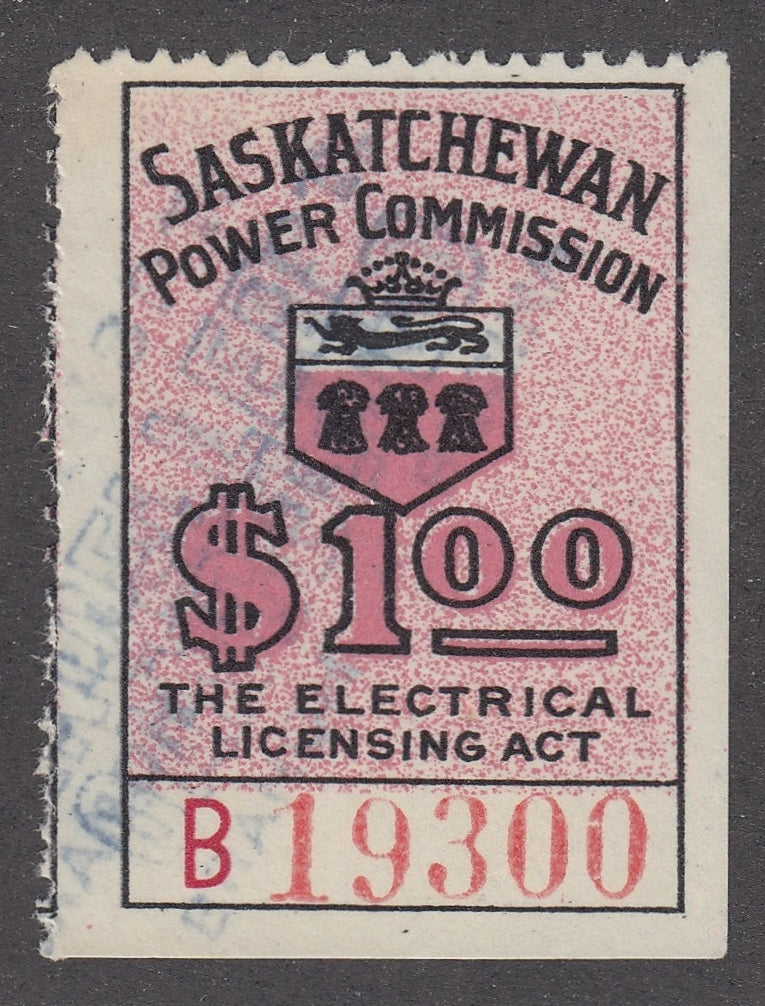 SASKATCHEWAN
POWER COMMISSION
$1.00
THE ELECTRICAL
LICENSING ACT
B 19300